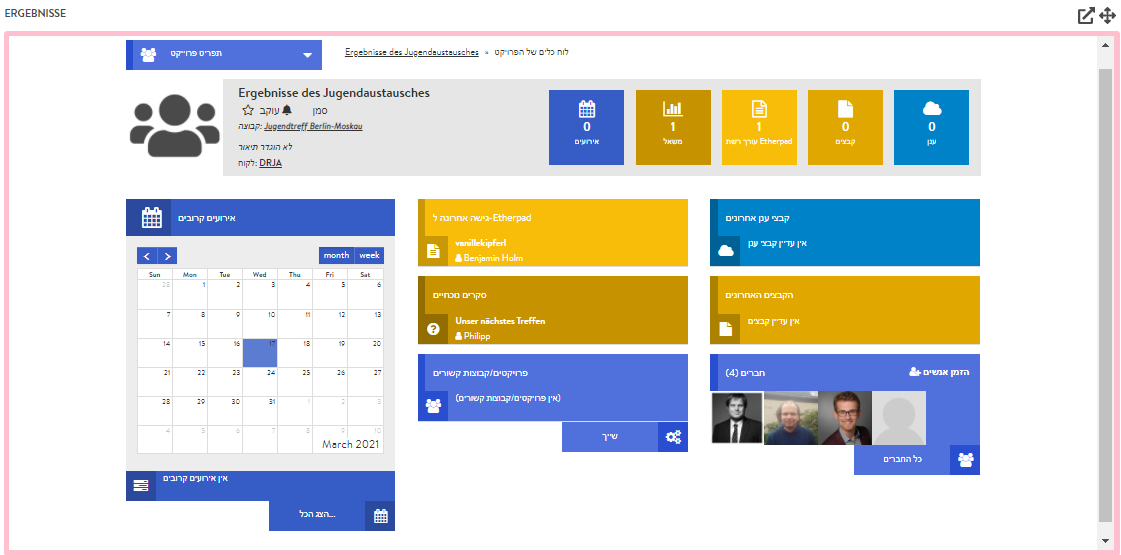 ERGEBNISSE
תפריט פרוייקט
Ergebnisse des Jugendaustausches » לוח כלים של הפרויקט
Ergebnisse des Jugendaustausches
עוקב סמן
קבוצה: Jugendtreff Berlin-Moskau
לא הוגדר תיאור
לקוח: DRJA
0
אירועים
1
משאל
1
עורך רשת Etherpad
0
קבצים
0
ענן
אירועים קרובים
month week
Sun Mon Tue Wed Thu Fri Sat
28 1 2 3 4 5 6
7 8 9 10 11 12 13
14 15 16 17 18 19 20
21 22 23 24 25 26 27
28 29 30 31 1 2 3
4 5 6 7 8 9 10
March 2021
אין אירועים קרובים
הצג הכל...
גישה אחרונה ל-Etherpad
vanillekipferl
Benjamin Holm
סקרים נוכחיים
Unser nächstes Treffen
Philipp
פרויקטים/קבוצות קשורים
(אין פרויקטים/קבוצות קשורים)
שייך
קבצי ענן אחרונים
אין עדיין קבצי ענן
הקבצים האחרונים
אין עדיין קבצים
חברים (4)
הזמן אנשים
כל החברים